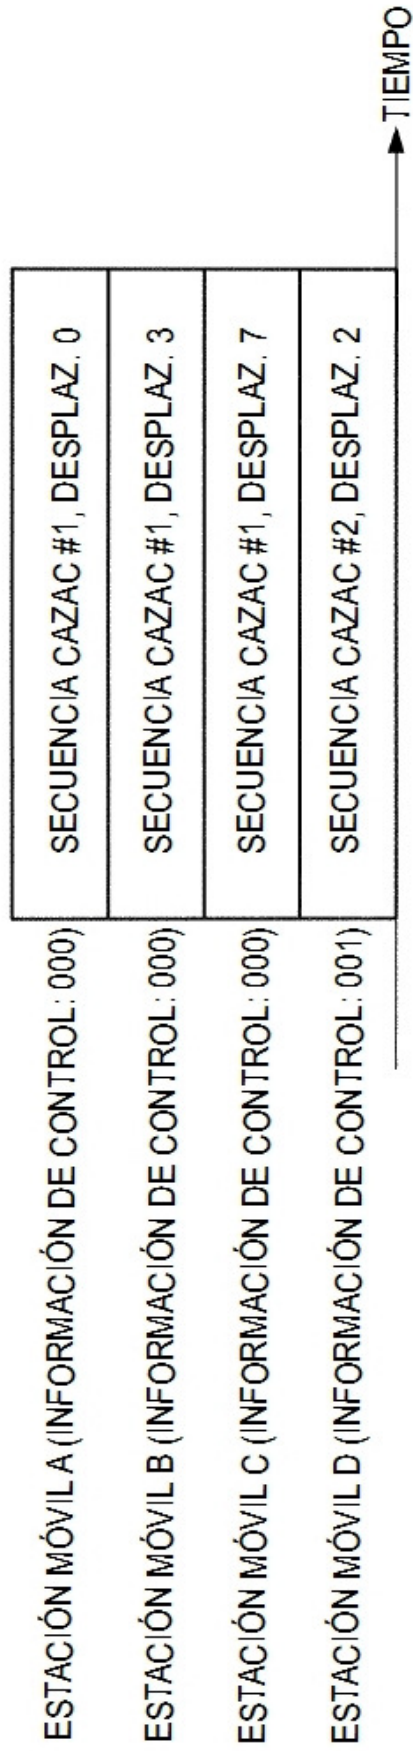 ESTACIÓN MÓVIL A (INFORMACIÓN DE CONTROL: 000) SECUENCIA CAZAC #1, DESPLAZ. 0
ESTACIÓN MÓVIL B (INFORMACIÓN DE CONTROL: 000) SECUENCIA CAZAC #1, DESPLAZ. 3
ESTACIÓN MÓVIL C (INFORMACIÓN DE CONTROL: 000) SECUENCIA CAZAC #1, DESPLAZ. 7
ESTACIÓN MÓVIL D (INFORMACIÓN DE CONTROL: 001) SECUENCIA CAZAC #2, DESPLAZ. 2
TIEMPO